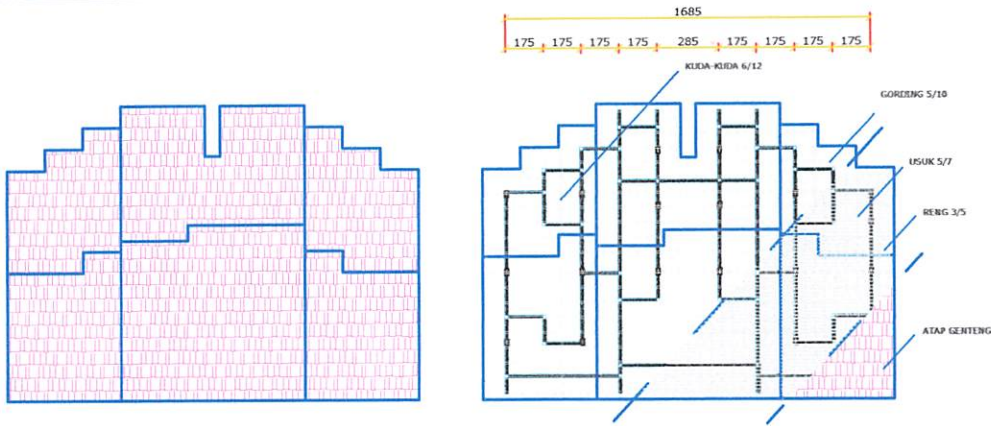 1685
175 175 175 175 285 175 175 175 175
KUDA-KUDA 6/12
GORDING 5/10
USUK 5/7
RENG 3/5
ATAP GENTENG